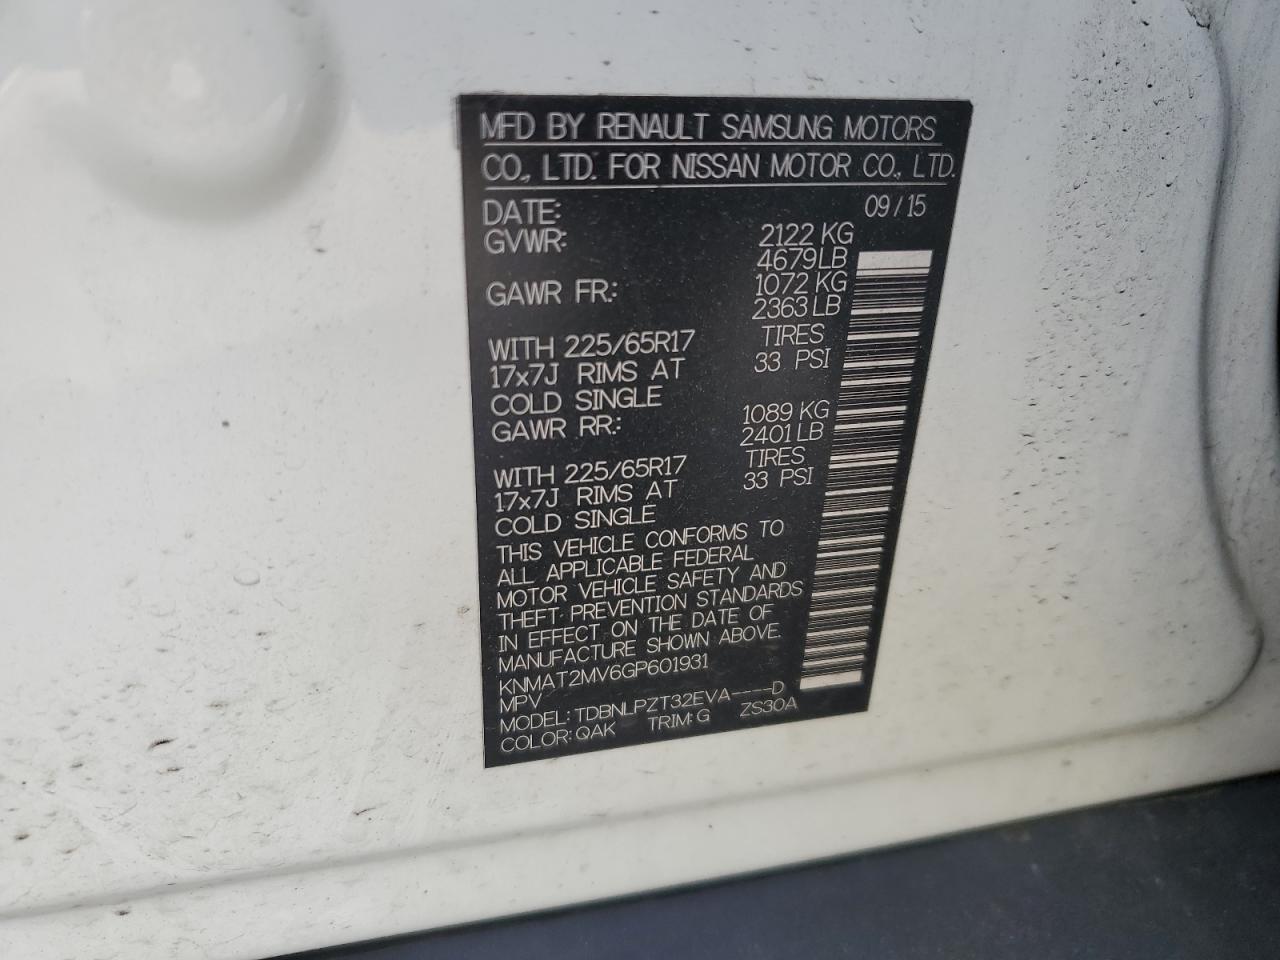 MFD BY RENAULT SAMSUNG MOTORS
CO., LTD. FOR NISSAN MOTOR CO., LTD.
DATE: 09/15
GVWR: 2122 KG
4679 LB
GAWR FR: 1072 KG
2363 LB
WITH 225/65R17 TIRES
17x7J RIMS AT 33 PSI
COLD SINGLE
GAWR RR: 1089 KG
2401 LB
WITH 225/65R17 TIRES
17x7J RIMS AT 33 PSI
COLD SINGLE
THIS VEHICLE CONFORMS TO
ALL APPLICABLE FEDERAL
MOTOR VEHICLE SAFETY AND
THEFT PREVENTION STANDARDS
IN EFFECT ON THE DATE OF
MANUFACTURE SHOWN ABOVE.
KNMAT2MV6GP601931
MPV
MODEL: TDBNLPZT32EVA----D
COLOR: QAK TRIM: G ZS30A